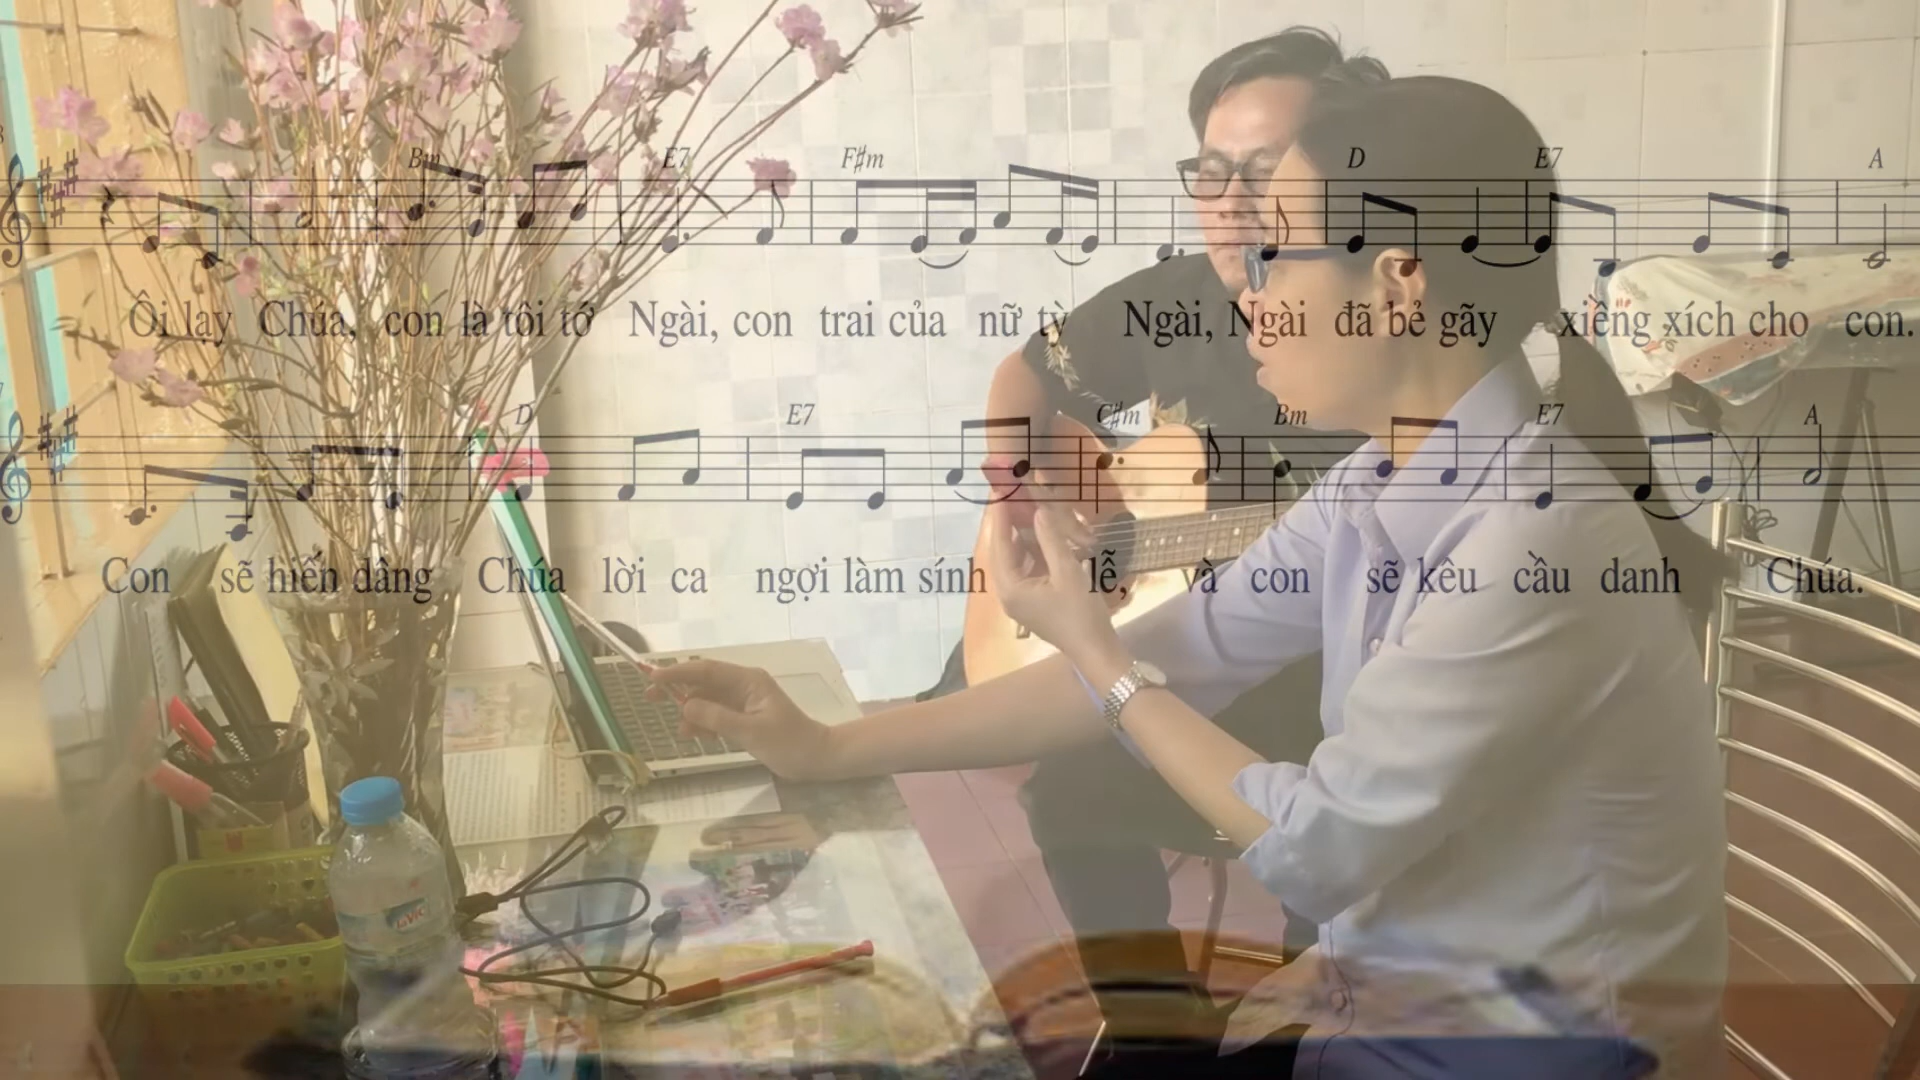 Bm E7 F♯m D E7 A
Ôi lạy Chúa, con là tôi tớ Ngài, con trai của nữ tỳ Ngài, Ngài đã bẻ gãy xiềng xích cho con.
D E7 C♯m Bm E7 A
Con sẽ hiến dâng Chúa lời ca ngợi làm sính lễ, và con sẽ kêu cầu danh Chúa.